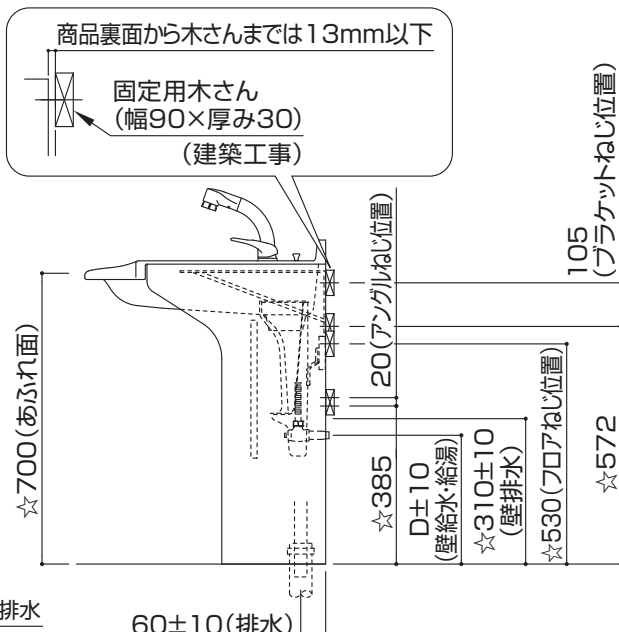 商品裏面から木さんまでは13mm以下
固定用木さん
(幅90×厚み30)
(建築工事)
105
(ブラケットねじ位置)
20(アングルねじ位置)
☆700(あふれ面)
☆385
D±10
(壁給水・給湯)
☆310±10
(壁排水)
☆530(フロアねじ位置)
☆572
排水
60±10(排水)